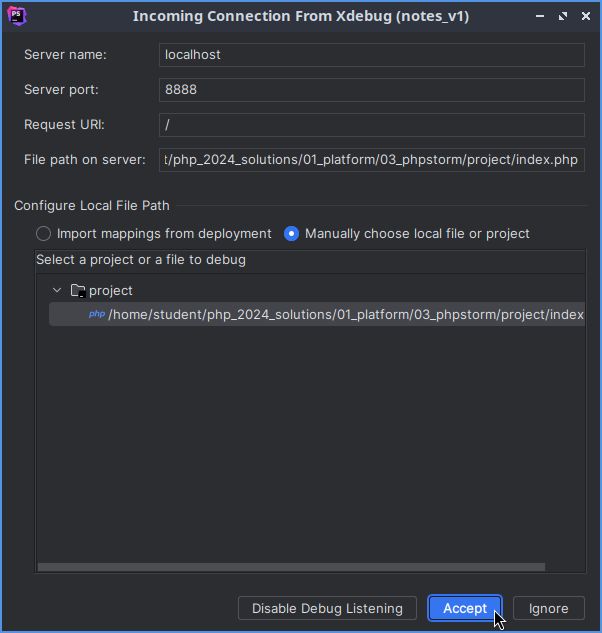 PS
Incoming Connection From Xdebug (notes_v1)
Server name: localhost
Server port: 8888
Request URI: /
File path on server: t/php_2024_solutions/01_platform/03_phpstorm/project/index.php
Configure Local File Path
Import mappings from deployment Manually choose local file or project
Select a project or a file to debug
project
php /home/student/php_2024_solutions/01_platform/03_phpstorm/project/index
Disable Debug Listening Accept Ignore